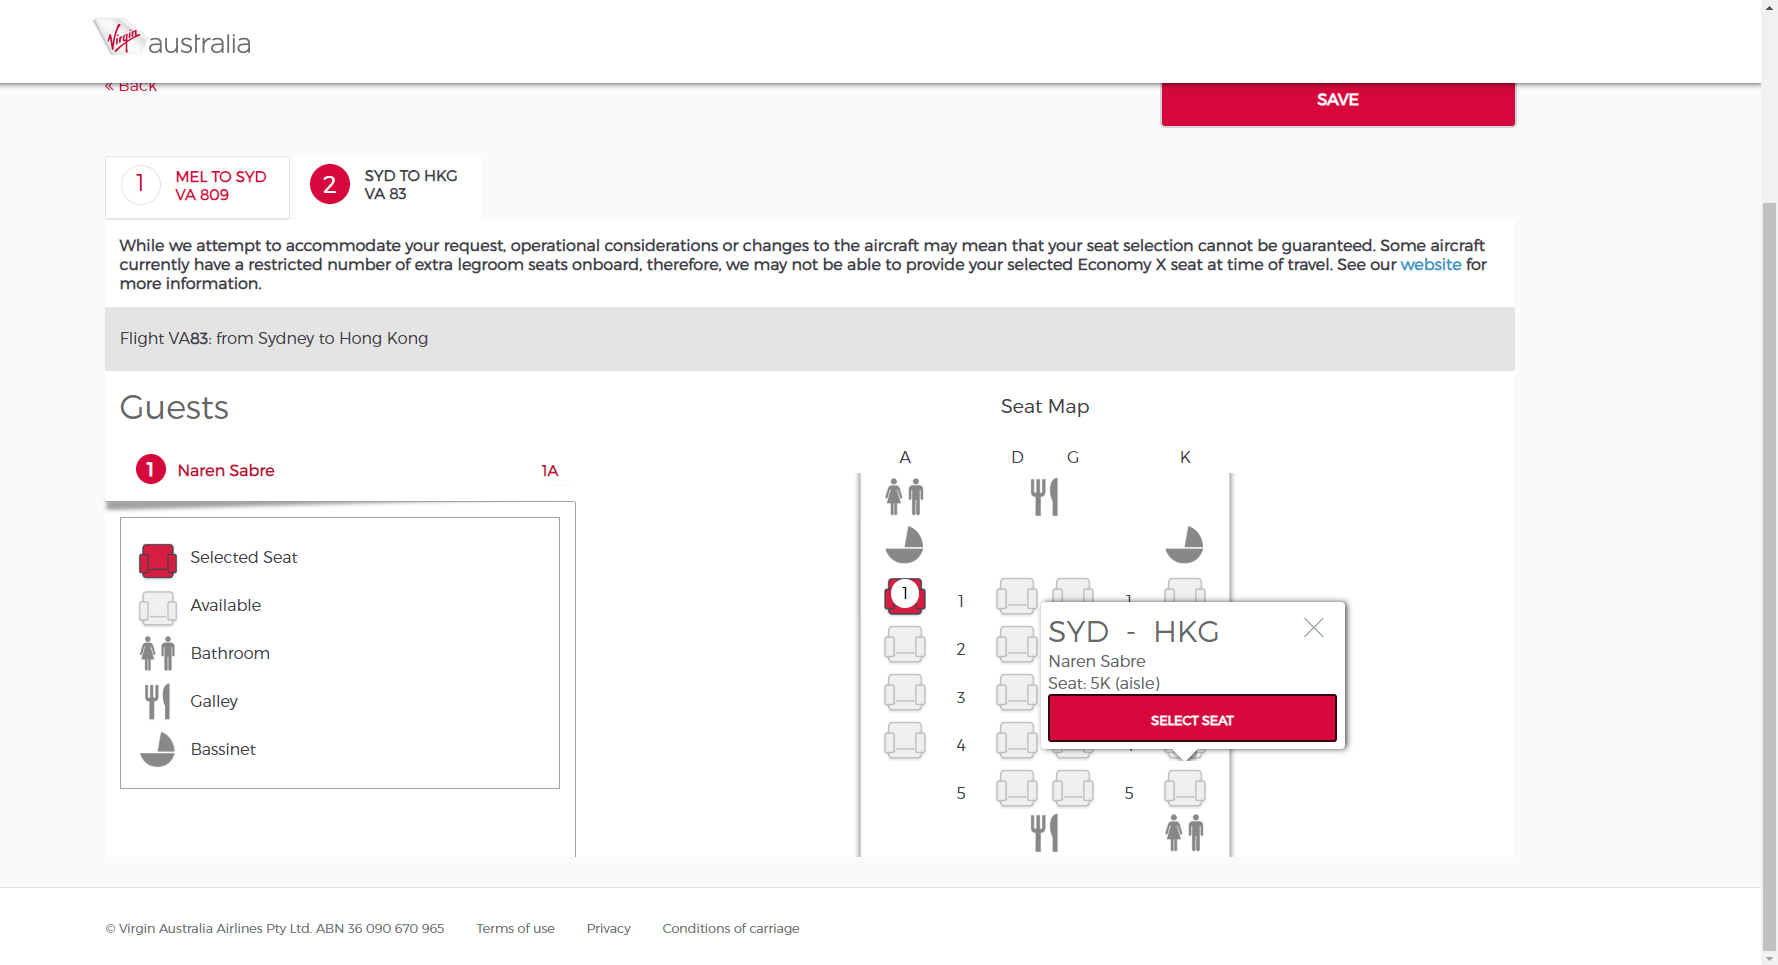 Virgin australia
« Back
SAVE
1
MEL TO SYD
VA 809
2
SYD TO HKG
VA 83
While we attempt to accommodate your request, operational considerations or changes to the aircraft may mean that your seat selection cannot be guaranteed. Some aircraft
currently have a restricted number of extra legroom seats onboard, therefore, we may not be able to provide your selected Economy X seat at time of travel. See our website for
more information.
Flight VA83: from Sydney to Hong Kong
Guests
Seat Map
1 Naren Sabre 1A
A D G K
Selected Seat
Available
Bathroom
Galley
Bassinet
1 1 1
2
3
4
5 5
SYD - HKG
Naren Sabre
Seat: 5K (aisle)
SELECT SEAT
© Virgin Australia Airlines Pty Ltd. ABN 36 090 670 965 Terms of use Privacy Conditions of carriage